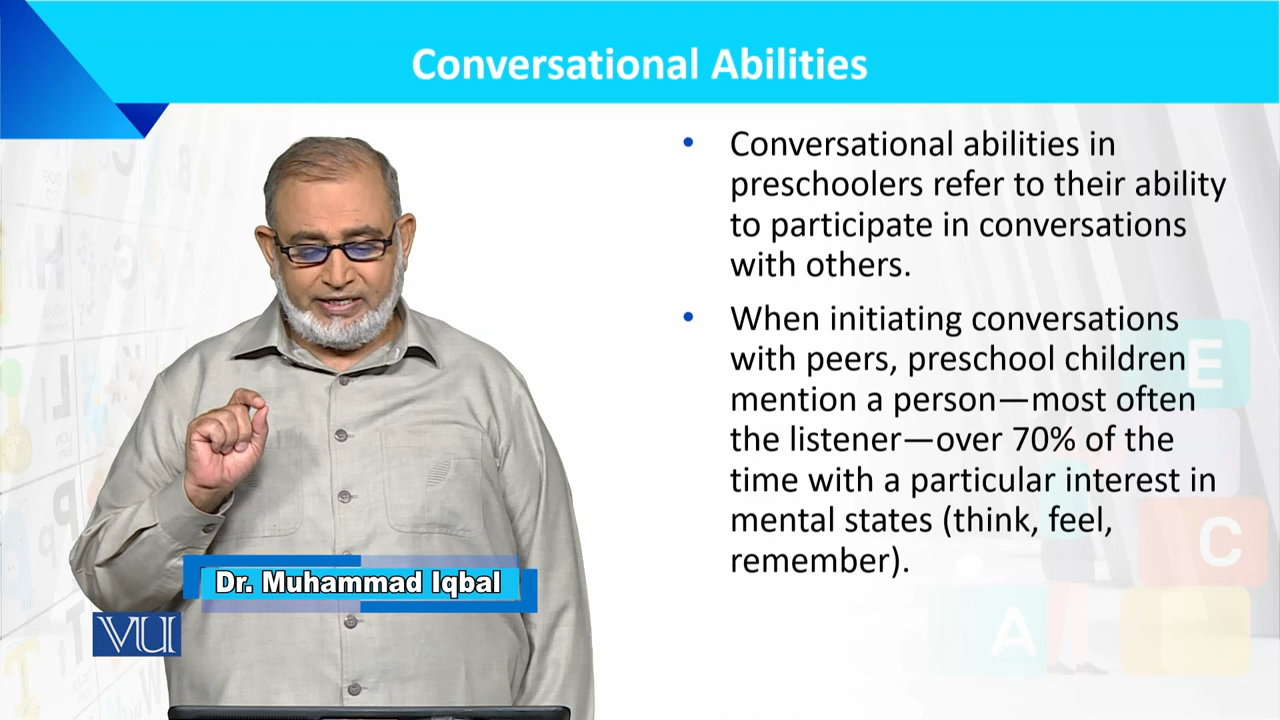 Conversational Abilities
• Conversational abilities in
preschoolers refer to their ability
to participate in conversations
with others.
• When initiating conversations
with peers, preschool children
mention a person—most often
the listener—over 70% of the
time with a particular interest in
mental states (think, feel,
remember).
Dr. Muhammad Iqbal
VU
E
C
A